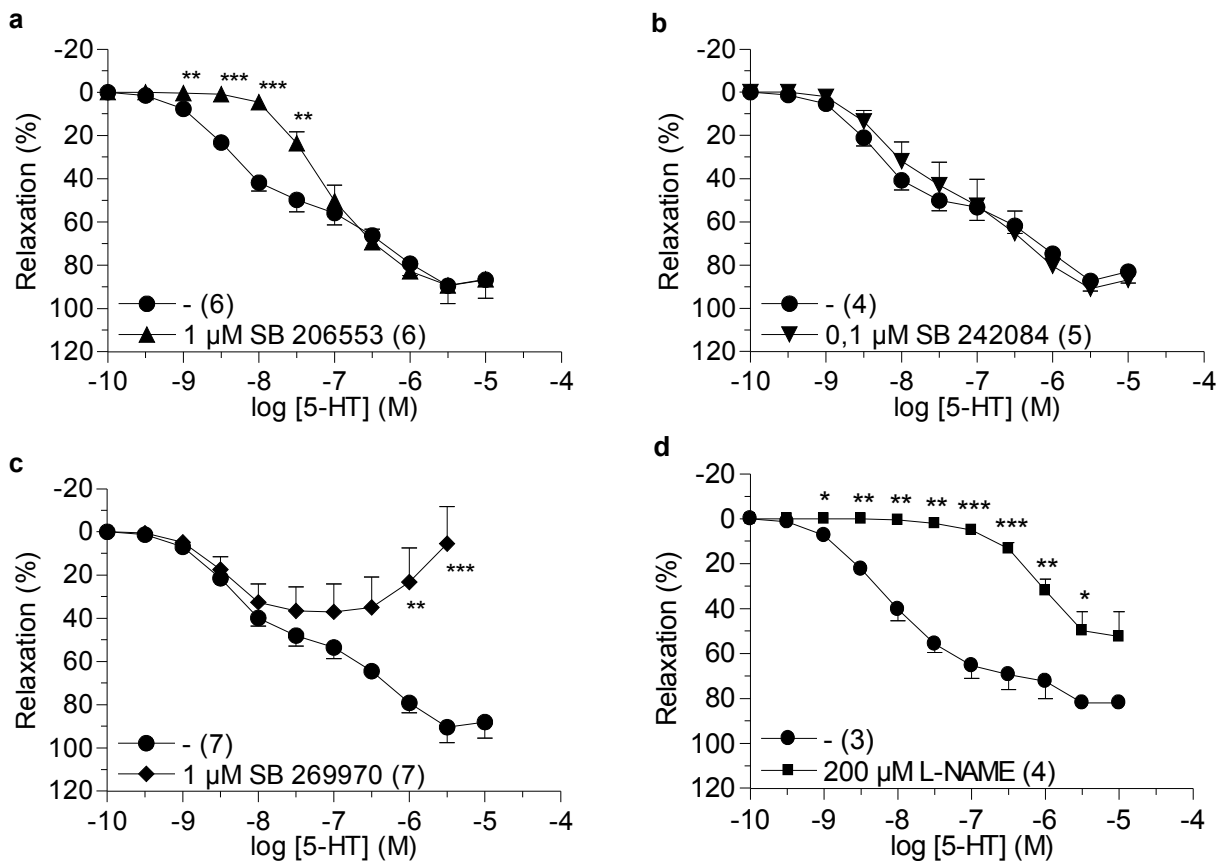 a
-20
0
20
40
60
80
100
120
Relaxation (%)
** *** *** **
- (6)
1 µM SB 206553 (6)
-10 -9 -8 -7 -6 -5 -4
log [5-HT] (M)
b
-20
0
20
40
60
80
100
120
Relaxation (%)
- (4)
0,1 µM SB 242084 (5)
-10 -9 -8 -7 -6 -5 -4
log [5-HT] (M)
c
-20
0
20
40
60
80
100
120
Relaxation (%)
** ***
- (7)
1 µM SB 269970 (7)
-10 -9 -8 -7 -6 -5 -4
log [5-HT] (M)
d
-20
0
20
40
60
80
100
120
Relaxation (%)
* ** ** ** *** *** ** *
- (3)
200 µM L-NAME (4)
-10 -9 -8 -7 -6 -5 -4
log [5-HT] (M)